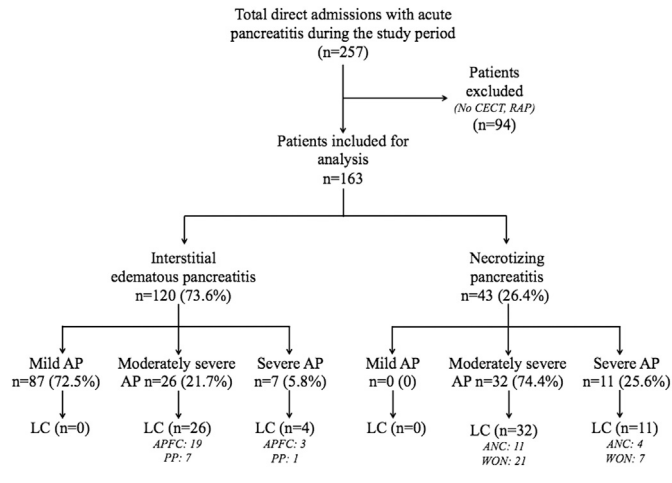 Total direct admissions with acute
pancreatitis during the study period
(n=257)
Patients
excluded
(No CECT, RAP)
(n=94)
Patients included for
analysis
n=163
Interstitial
edematous pancreatitis
n=120 (73.6%)
Necrotizing
pancreatitis
n=43 (26.4%)
Mild AP
n=87 (72.5%)
Moderately severe
AP n=26 (21.7%)
Severe AP
n=7 (5.8%)
Mild AP
n=0 (0)
Moderately severe
AP n=32 (74.4%)
Severe AP
n=11 (25.6%)
LC (n=0)
LC (n=26)
APFC: 19
PP: 7
LC (n=4)
APFC: 3
PP: 1
LC (n=0)
LC (n=32)
ANC: 11
WON: 21
LC (n=11)
ANC: 4
WON: 7